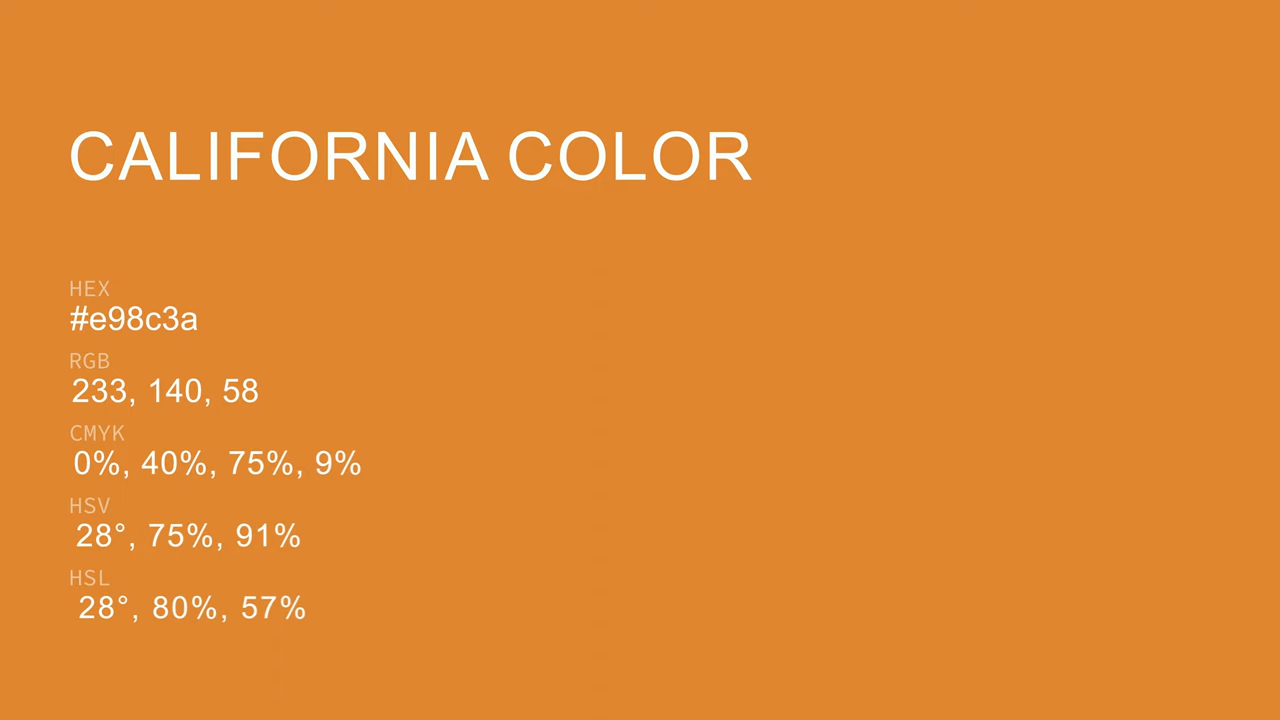 CALIFORNIA COLOR
HEX
#e98c3a
RGB
233, 140, 58
CMYK
0%, 40%, 75%, 9%
HSV
28°, 75%, 91%
HSL
28°, 80%, 57%